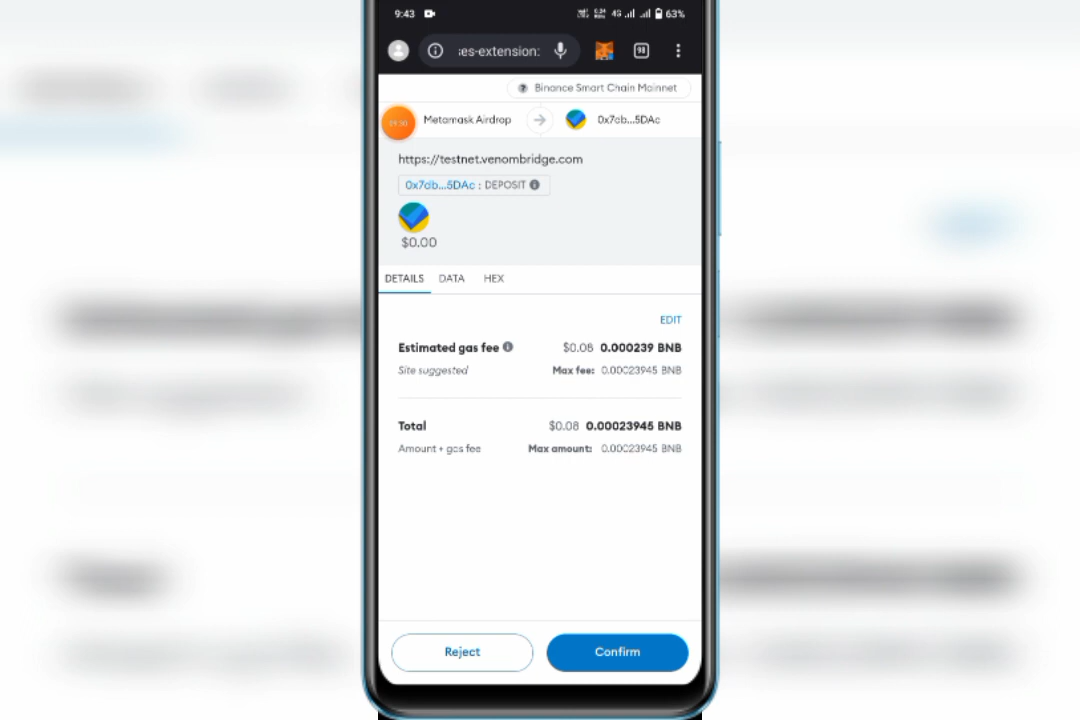 9:43 4G 63%
:es-extension: 98
Binance Smart Chain Mainnet
Metamask Airdrop 0x7cb...5DAc
https://testnet.venombridge.com
0x7db...5DAc : DEPOSIT
$0.00
DETAILS DATA HEX
EDIT
Estimated gas fee $0.08 0.000239 BNB
Site suggested Max fee: 0.00023945 BNB
Total $0.08 0.00023945 BNB
Amount + gas fee Max amount: 0.00023945 BNB
Reject Confirm